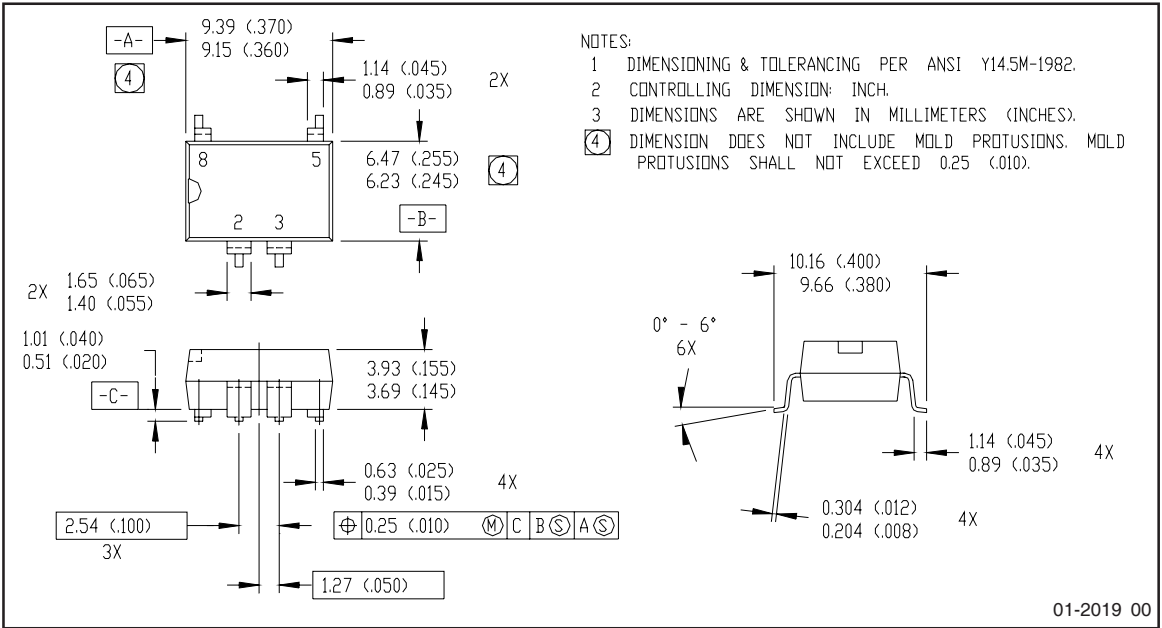 -A-
9.39 (.370)
9.15 (.360)
4
1.14 (.045)
0.89 (.035)
2X
NOTES:
1 DIMENSIONING & TOLERANCING PER ANSI Y14.5M-1982.
2 CONTROLLING DIMENSION: INCH.
3 DIMENSIONS ARE SHOWN IN MILLIMETERS (INCHES).
4 DIMENSION DOES NOT INCLUDE MOLD PROTUSIONS. MOLD
PROTUSIONS SHALL NOT EXCEED 0.25 (.010).
8 5
2 3
6.47 (.255)
6.23 (.245)
4
-B-
2X
1.65 (.065)
1.40 (.055)
1.01 (.040)
0.51 (.020)
-C-
3.93 (.155)
3.69 (.145)
0.63 (.025)
0.39 (.015)
4X
2.54 (.100)
3X
⌖ 0.25 (.010) Ⓜ C B Ⓢ A Ⓢ
1.27 (.050)
10.16 (.400)
9.66 (.380)
0° - 6°
6X
1.14 (.045)
0.89 (.035)
4X
0.304 (.012)
0.204 (.008)
4X
01-2019 00